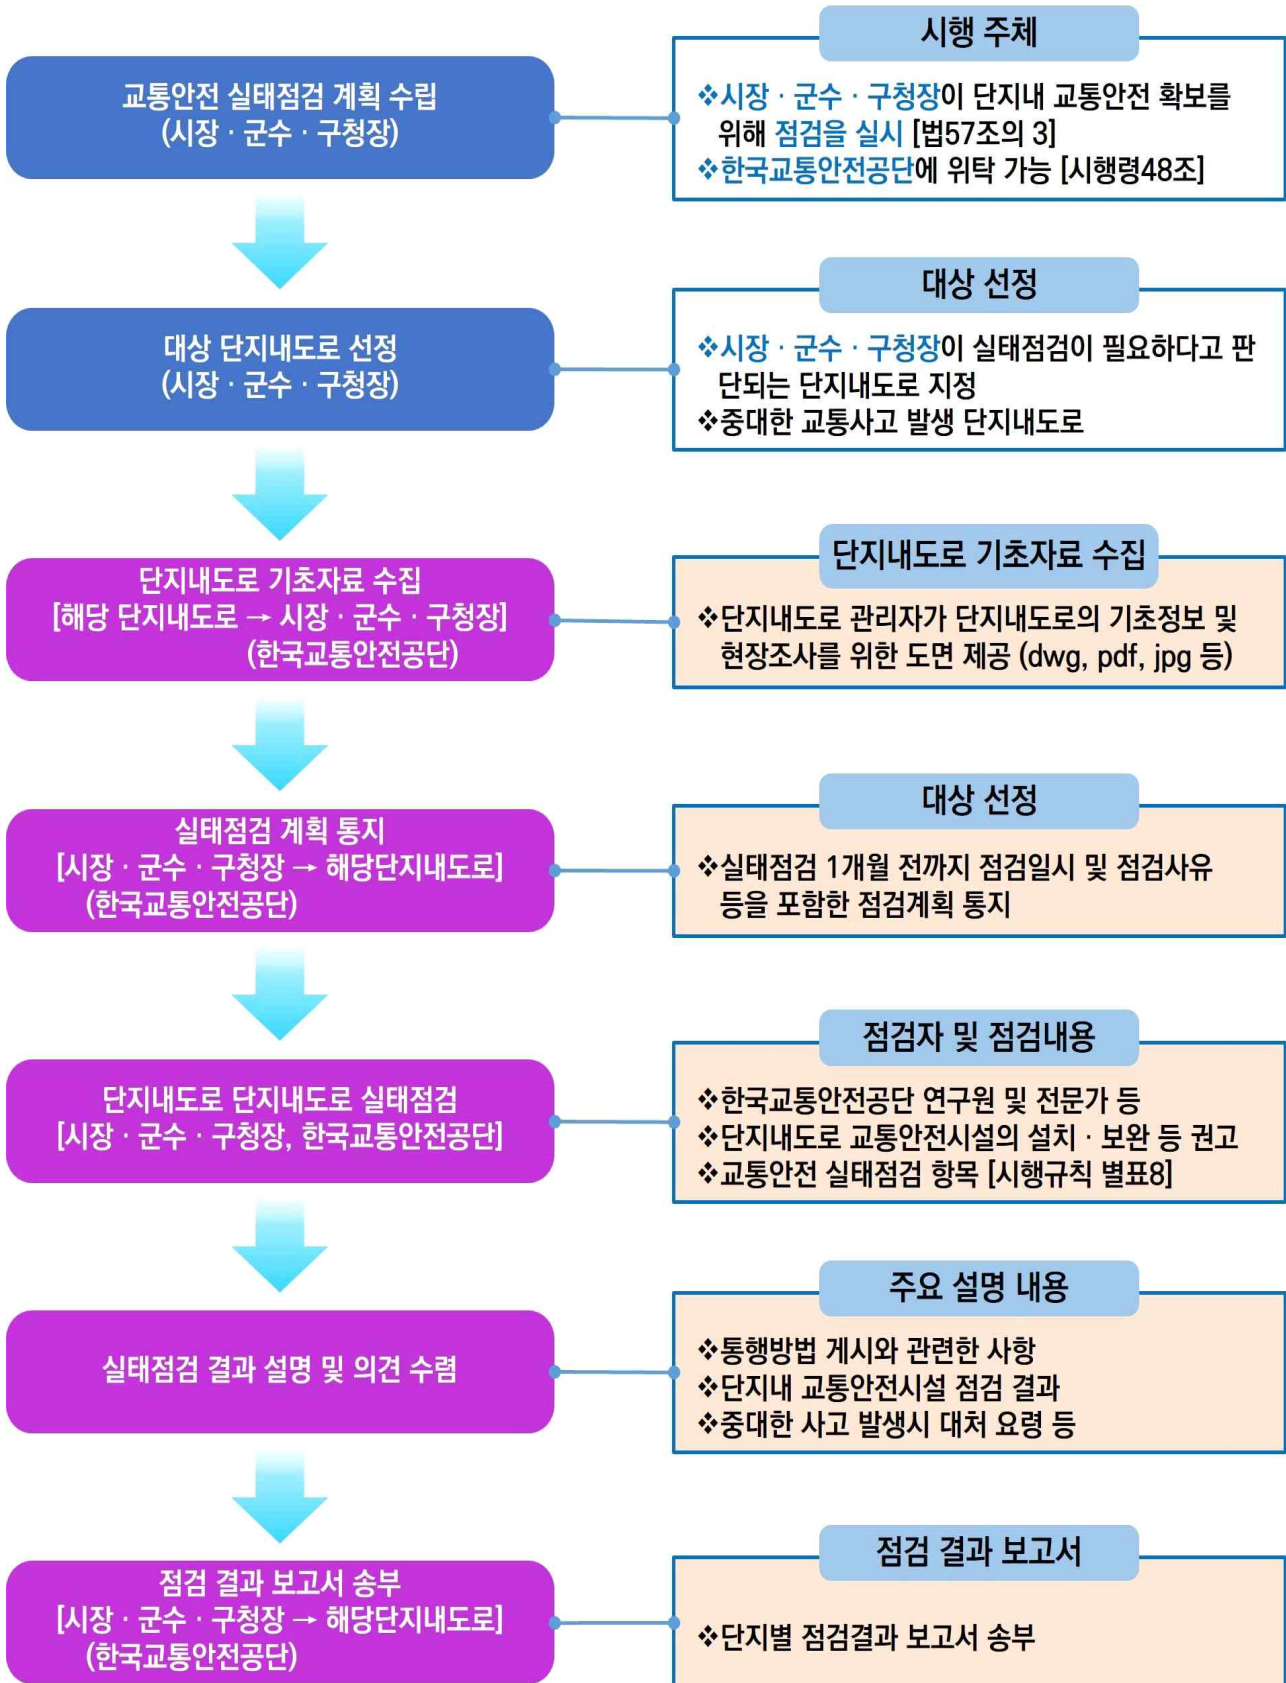 교통안전 실태점검 계획 수립
(시장 · 군수 · 구청장)
시행 주체
❖시장 · 군수 · 구청장이 단지내 교통안전 확보를
위해 점검을 실시 [법57조의 3]
❖한국교통안전공단에 위탁 가능 [시행령48조]
대상 단지내도로 선정
(시장 · 군수 · 구청장)
대상 선정
❖시장 · 군수 · 구청장이 실태점검이 필요하다고 판
단되는 단지내도로 지정
❖중대한 교통사고 발생 단지내도로
단지내도로 기초자료 수집
[해당 단지내도로 → 시장 · 군수 · 구청장]
(한국교통안전공단)
단지내도로 기초자료 수집
❖단지내도로 관리자가 단지내도로의 기초정보 및
현장조사를 위한 도면 제공 (dwg, pdf, jpg 등)
실태점검 계획 통지
[시장 · 군수 · 구청장 → 해당단지내도로]
(한국교통안전공단)
대상 선정
❖실태점검 1개월 전까지 점검일시 및 점검사유
등을 포함한 점검계획 통지
단지내도로 단지내도로 실태점검
[시장 · 군수 · 구청장, 한국교통안전공단]
점검자 및 점검내용
❖한국교통안전공단 연구원 및 전문가 등
❖단지내도로 교통안전시설의 설치 · 보완 등 권고
❖교통안전 실태점검 항목 [시행규칙 별표8]
실태점검 결과 설명 및 의견 수렴
주요 설명 내용
❖통행방법 게시와 관련한 사항
❖단지내 교통안전시설 점검 결과
❖중대한 사고 발생시 대처 요령 등
점검 결과 보고서 송부
[시장 · 군수 · 구청장 → 해당단지내도로]
(한국교통안전공단)
점검 결과 보고서
❖단지별 점검결과 보고서 송부